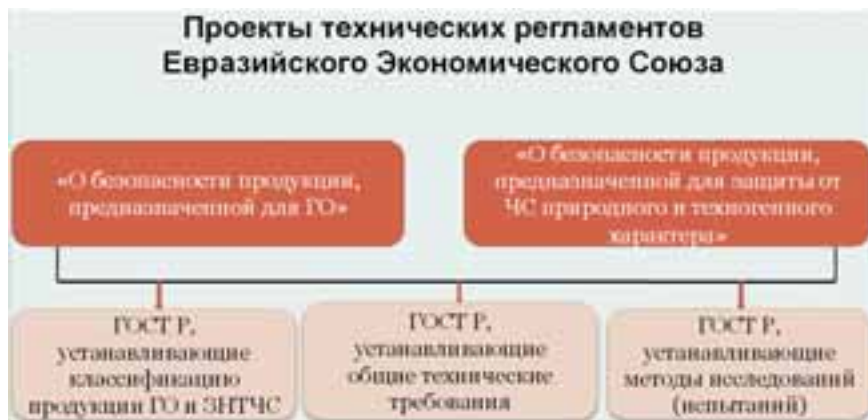 Проекты технических регламентов
Евразийского Экономического Союза
«О безопасности продукции,
предназначенной для ГО»
«О безопасности продукции,
предназначенной для защиты от
ЧС природного и техногенного
характера»
ГОСТ Р,
устанавливающие
классификацию
продукции ГО и ЗНТЧС
ГОСТ Р,
устанавливающие
общие технические
требования
ГОСТ Р,
устанавливающие
методы исследований
(испытаний)